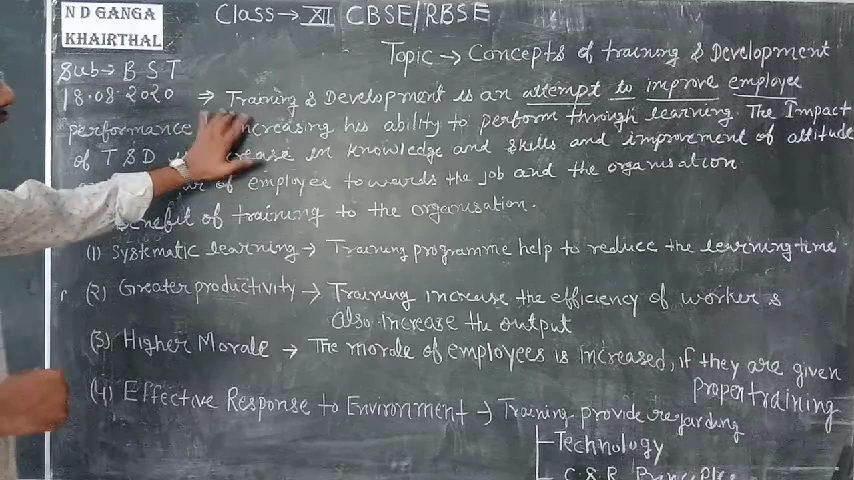 N D GANGA
KHAIRTHAL
Class → XII CBSE/RBSE
Topic → Concepts of training & Development
Sub → B S T
18.08.2020 ⇒ Training & Development is an attempt to improve employee
performance increasing his ability to perform through learning. The Impact
of T & D in knowledge and skills and improvement of attitude
of employee towards the job and the organisation.
Benefit of training to the organisation.
(1) Systematic learning → Training programme help to reduce the learning time
(2) Greater productivity → Training increase the efficiency of worker &
also increase the output
(3) Higher Morale → The morale of employees is increased, if they are given
Proper training
(4) Effective Response to Environment → Training provide regarding
Technology
C.S.R Principles